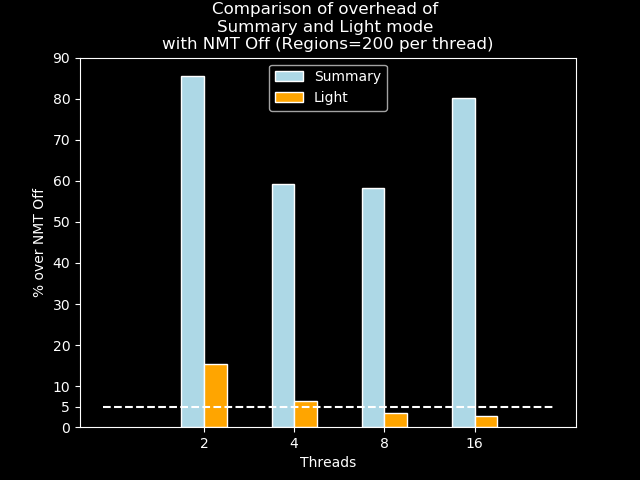 Comparison of overhead of
Summary and Light mode
with NMT Off (Regions=200 per thread)
Summary
Light
% over NMT Off
90
80
70
60
50
40
30
20
10
5
0
2 4 8 16
Threads